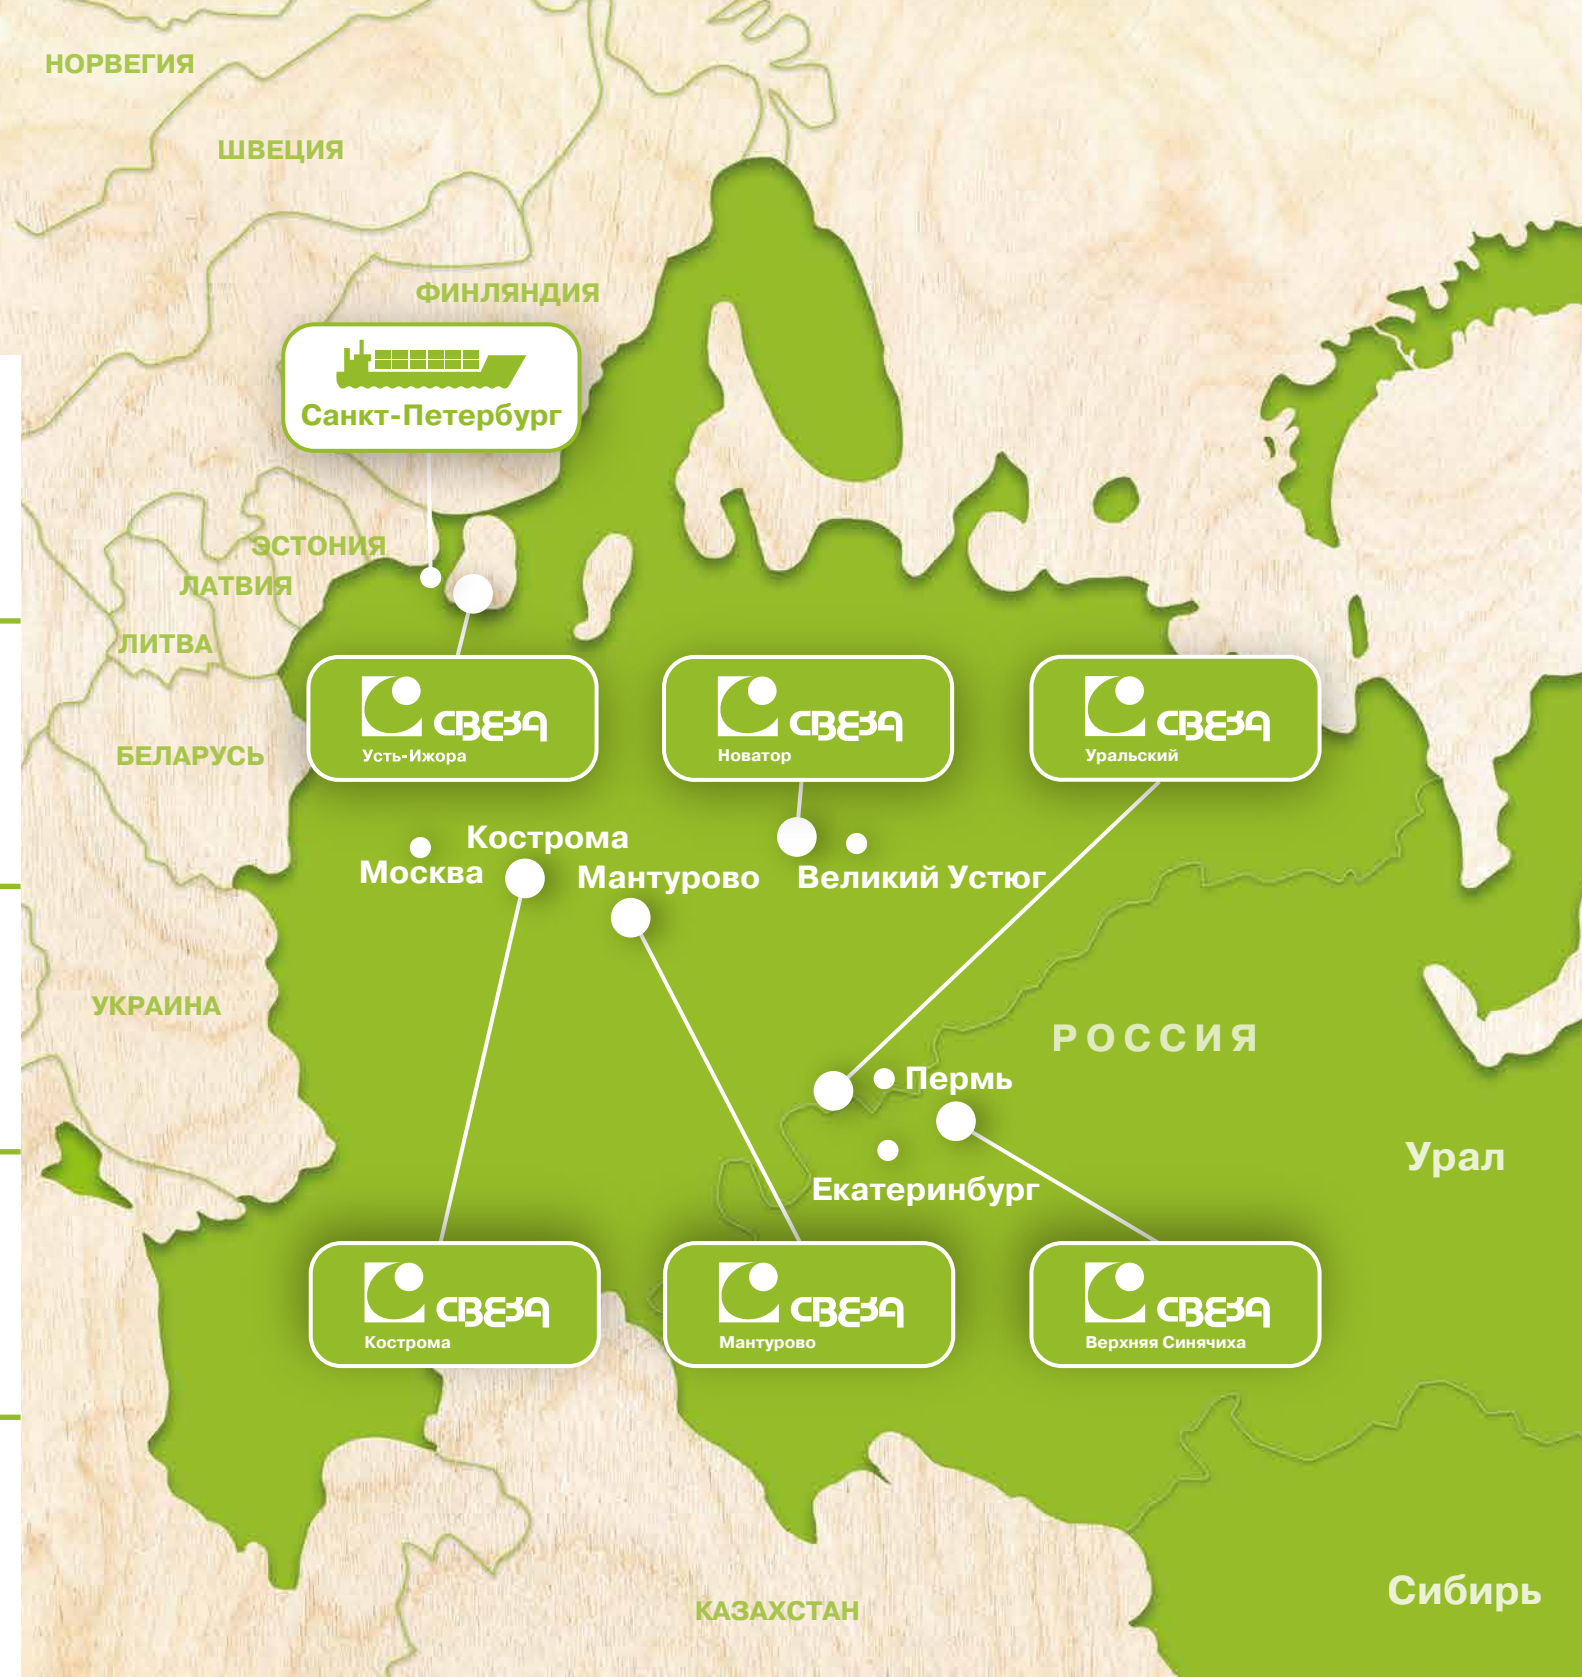 НОРВЕГИЯ
ШВЕЦИЯ
ФИНЛЯНДИЯ
Санкт-Петербург
ЭСТОНИЯ
ЛАТВИЯ
ЛИТВА
БЕЛАРУСЬ
СВЕЗА
Усть-Ижора
СВЕЗА
Новатор
СВЕЗА
Уральский
Кострома
Москва
Мантурово
Великий Устюг
УКРАИНА
РОССИЯ
Пермь
Урал
Екатеринбург
СВЕЗА
Кострома
СВЕЗА
Мантурово
СВЕЗА
Верхняя Синячиха
Сибирь
КАЗАХСТАН